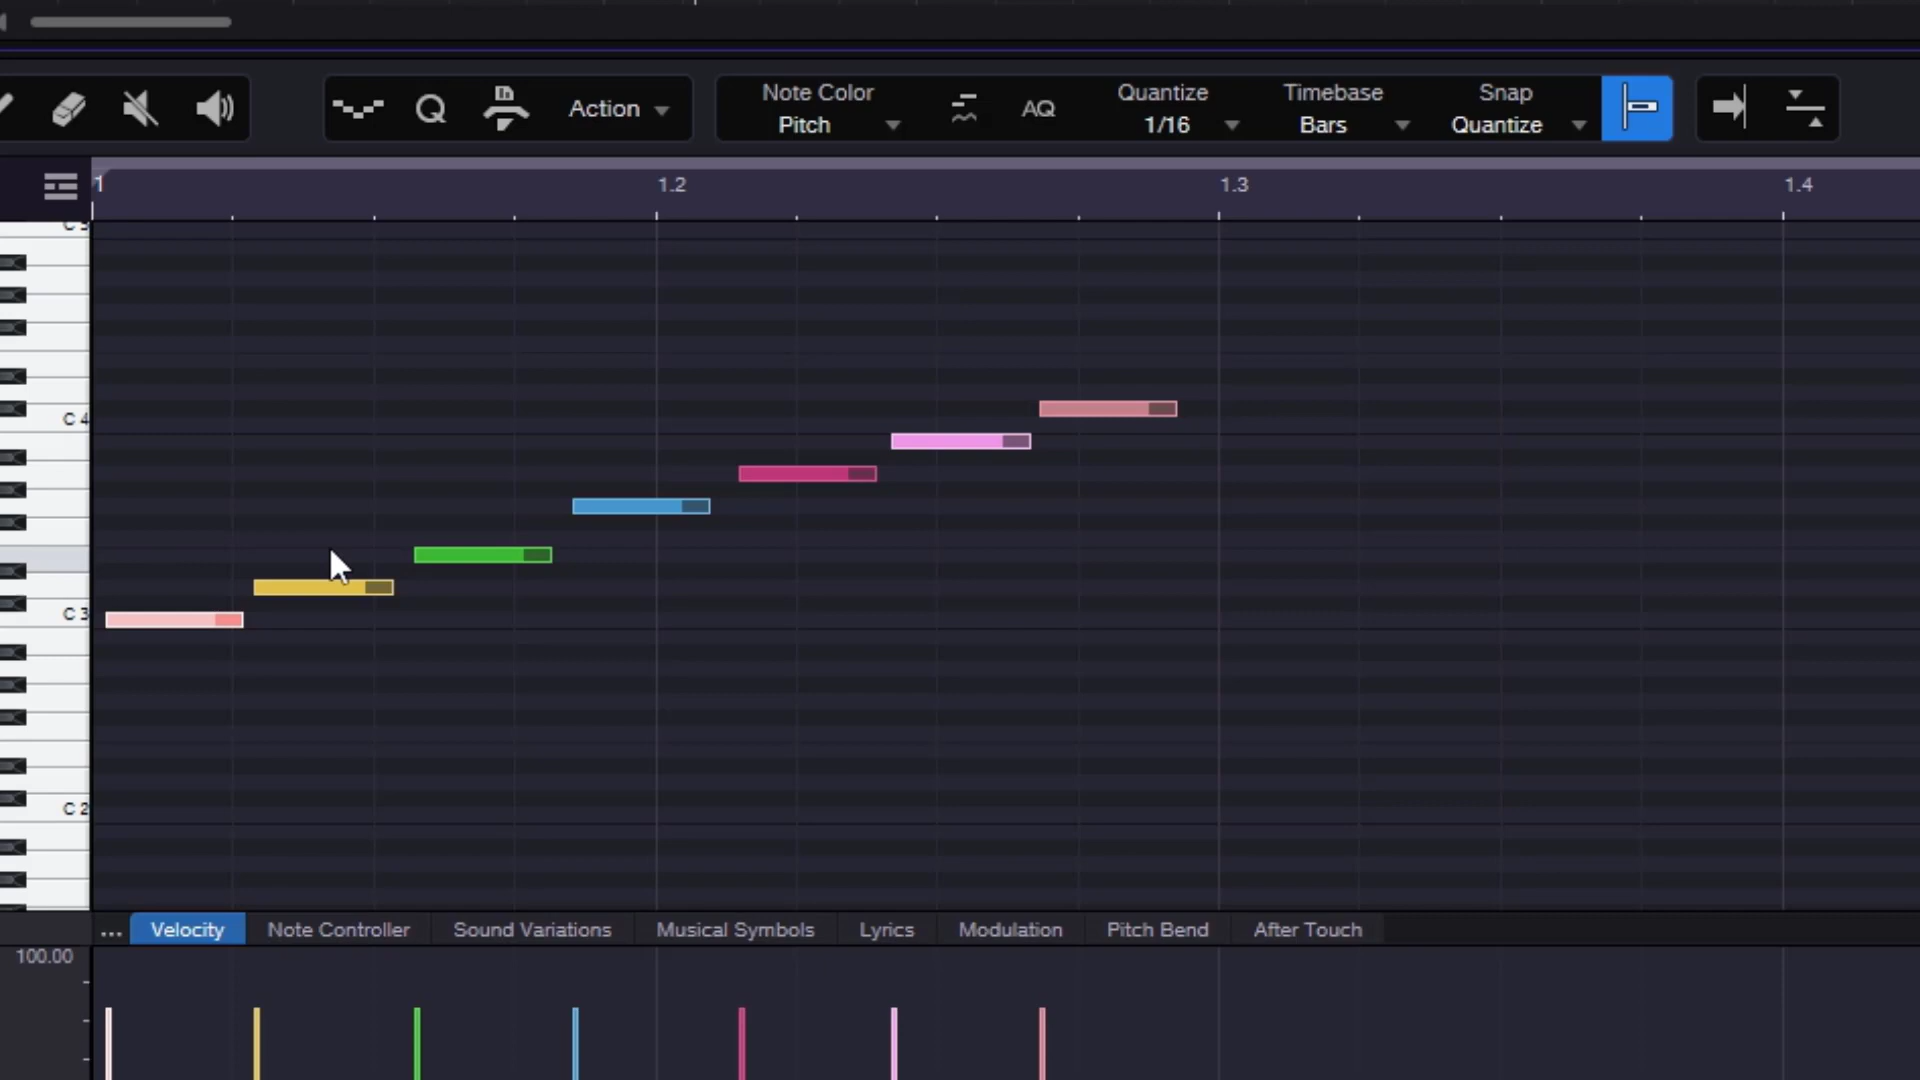 Action
Note Color
Pitch
AQ
Quantize
1/16
Timebase
Bars
Snap
Quantize
1
1.2
1.3
1.4
C 4
C 3
C 2
... Velocity Note Controller Sound Variations Musical Symbols Lyrics Modulation Pitch Bend After Touch
100.00